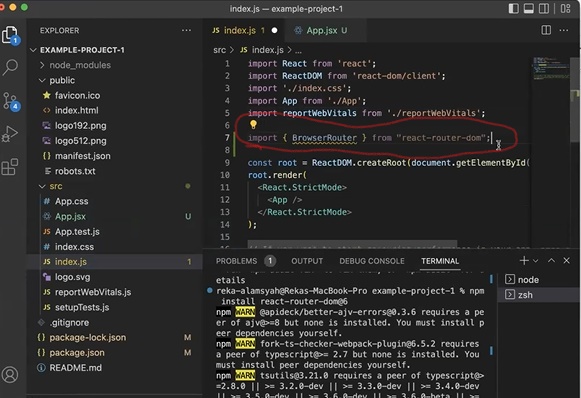 index.js — example-project-1
EXPLORER
JS index.js 1
App.jsx U
EXAMPLE-PROJECT-1
src > JS index.js > ...
node_modules
public
favicon.ico
index.html
logo192.png
logo512.png
manifest.json
robots.txt
src
App.css
App.jsx U
App.test.js
index.css
index.js 1
logo.svg
reportWebVitals.js
setupTests.js
.gitignore
package-lock.json M
package.json M
README.md
1 import React from 'react';
2 import ReactDOM from 'react-dom/client';
3 import './index.css';
4 import App from './App';
5 import reportWebVitals from './reportWebVitals';
6
7 import { BrowserRouter } from "react-router-dom";
8
9 const root = ReactDOM.createRoot(document.getElementById(
10 root.render(
11 <React.StrictMode>
12 <App />
13 </React.StrictMode>
14 );
15
PROBLEMS 1 OUTPUT DEBUG CONSOLE TERMINAL
node
zsh
etails
reka-alamsyah@Rekas-MacBook-Pro example-project-1 % npm
install react-router-dom@6
npm WARN @apideck/better-ajv-errors@0.3.6 requires a pe
er of ajv@>=8 but none is installed. You must install p
eer dependencies yourself.
npm WARN fork-ts-checker-webpack-plugin@6.5.2 requires
a peer of typescript@>= 2.7 but none is installed. You
must install peer dependencies yourself.
npm WARN tsutils@3.21.0 requires a peer of typescript@>
=2.8.0 || >= 3.2.0-dev || >= 3.3.0-dev || >= 3.4.0-dev
|| >= 3.5.0-dev || >= 3.6.0-dev || >= 3.6.0-beta ||